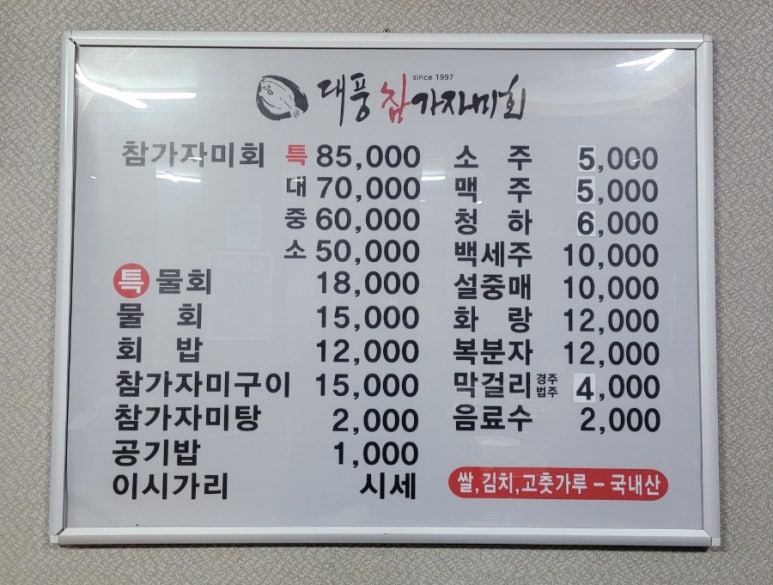 since 1997
대풍 참가자미회
참가자미회 특 85,000
대 70,000
중 60,000
소 50,000
특 물회 18,000
물 회 15,000
회 밥 12,000
참가자미구이 15,000
참가자미탕 2,000
공기밥 1,000
이시가리 시세
소 주 5,000
맥 주 5,000
청 하 6,000
백세주 10,000
설중매 10,000
화 랑 12,000
복분자 12,000
막걸리 경주법주 4,000
음료수 2,000
쌀,김치,고춧가루 – 국내산